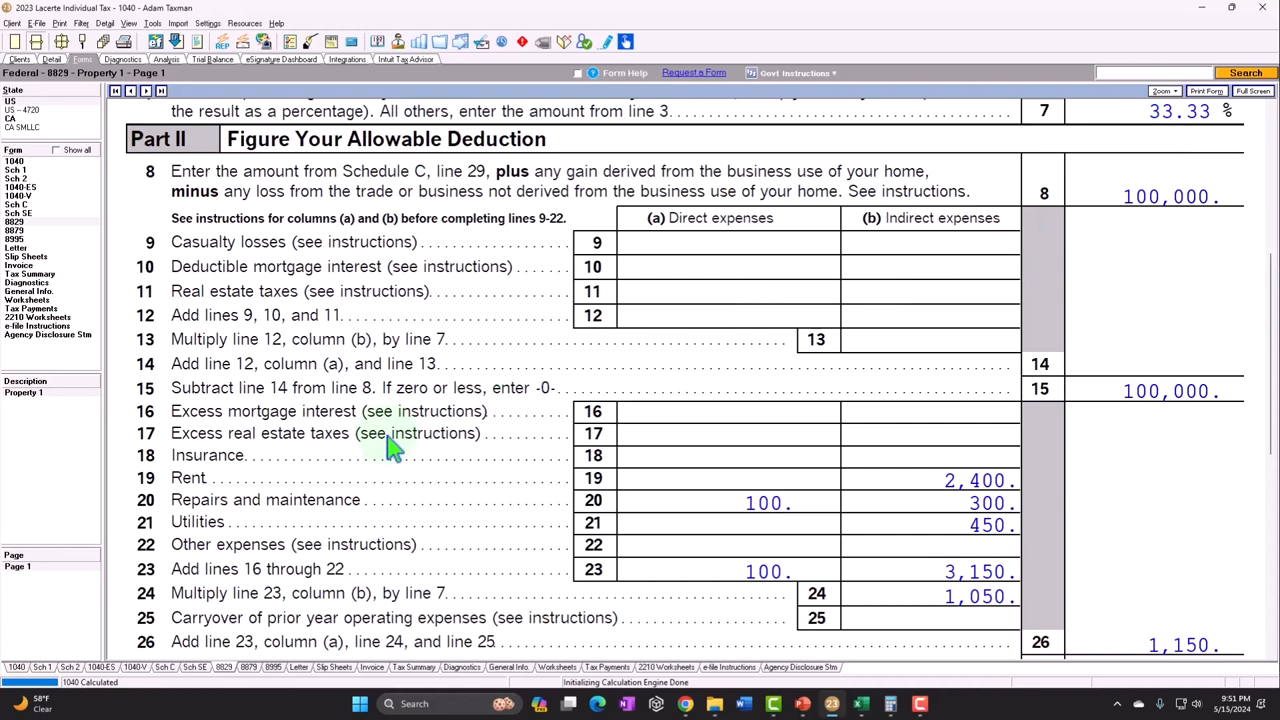 2023 Lacerte Individual Tax - 1040 - Adam Taxman
Client E-File Print Filter Detail View Tools Import Settings Resources Help
REP
Clients Detail Forms Diagnostics Analysis Trial Balance eSignature Dashboard Integrations Intuit Tax Advisor
Federal - 8829 - Property 1 - Page 1
Form Help Request a Form Govt Instructions Search
State
US
US - 4720
CA
CA SMLLC
Form Show all
1040
Sch 1
Sch 2
1040-ES
1040-V
Sch C
Sch SE
8829
8879
8995
Letter
Slip Sheets
Invoice
Tax Summary
Diagnostics
General Info.
Worksheets
Tax Payments
2210 Worksheets
e-file Instructions
Agency Disclosure Stm
Description
Property 1
Page
Page 1
Zoom Print Form Full Screen
the result as a percentage). All others, enter the amount from line 3. 7 33.33 %
Part II Figure Your Allowable Deduction
8 Enter the amount from Schedule C, line 29, plus any gain derived from the business use of your home,
minus any loss from the trade or business not derived from the business use of your home. See instructions. 8 100,000.
See instructions for columns (a) and (b) before completing lines 9-22. (a) Direct expenses (b) Indirect expenses
9 Casualty losses (see instructions) 9
10 Deductible mortgage interest (see instructions) 10
11 Real estate taxes (see instructions) 11
12 Add lines 9, 10, and 11 12
13 Multiply line 12, column (b), by line 7 13
14 Add line 12, column (a), and line 13 14
15 Subtract line 14 from line 8. If zero or less, enter -0- 15 100,000.
16 Excess mortgage interest (see instructions) 16
17 Excess real estate taxes (see instructions) 17
18 Insurance 18
19 Rent 19 2,400.
20 Repairs and maintenance 20 100. 300.
21 Utilities 21 450.
22 Other expenses (see instructions) 22
23 Add lines 16 through 22 23 100. 3,150.
24 Multiply line 23, column (b), by line 7 24 1,050.
25 Carryover of prior year operating expenses (see instructions) 25
26 Add line 23, column (a), line 24, and line 25 26 1,150.
1040 Sch 1 Sch 2 1040-ES 1040-V Sch C Sch SE 8829 8879 8995 Letter Slip Sheets Invoice Tax Summary Diagnostics General Info. Worksheets Tax Payments 2210 Worksheets e-file Instructions Agency Disclosure Stm
1040 Calculated Initializing Calculation Engine Done
58°F
Clear
Search
23
9:51 PM
5/15/2024